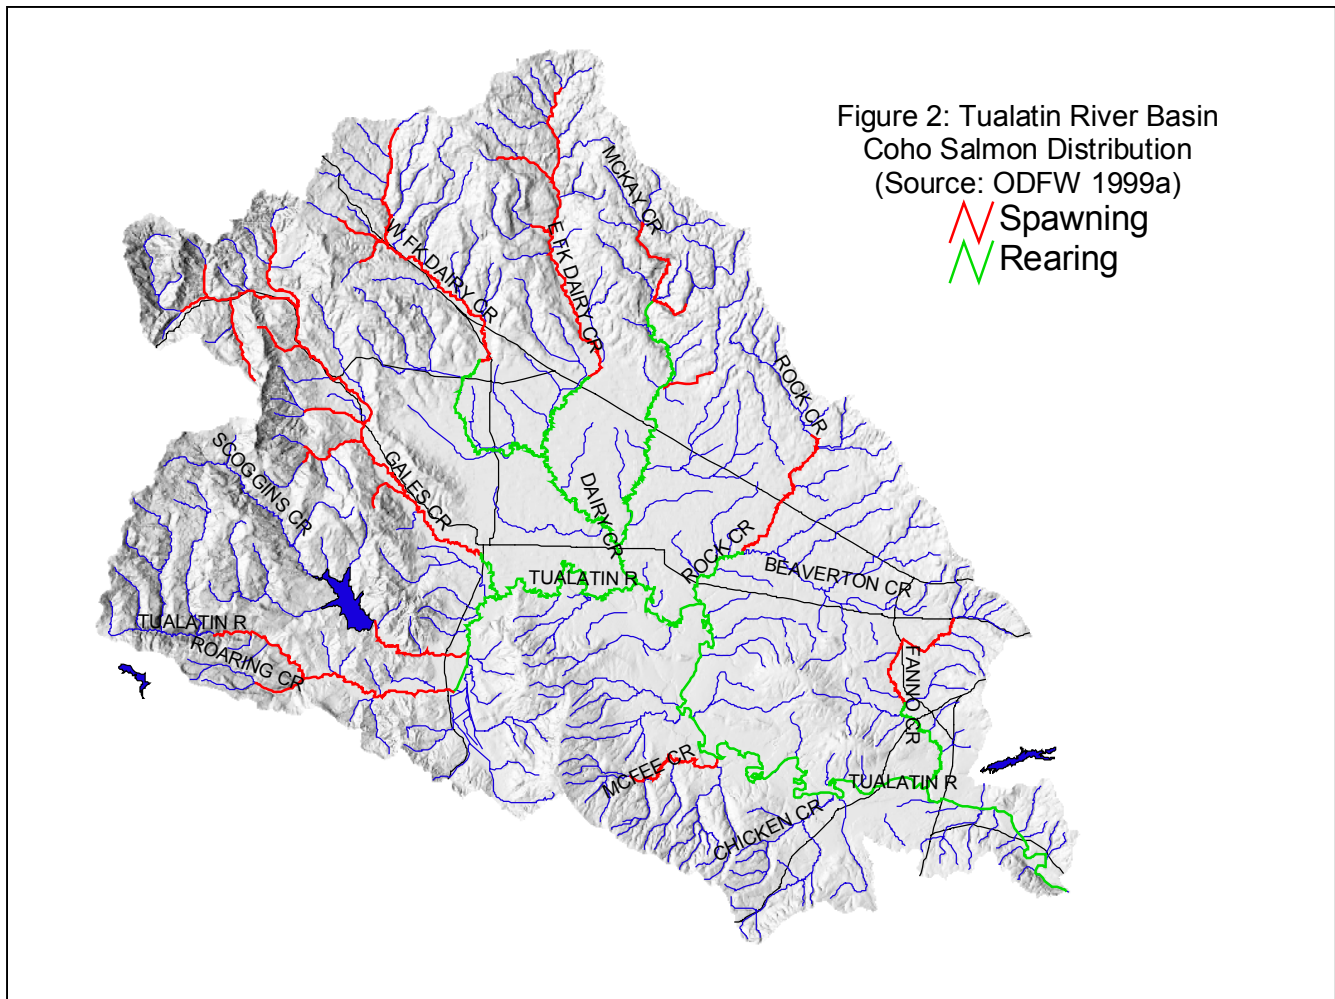 Figure 2: Tualatin River Basin
Coho Salmon Distribution
(Source: ODFW 1999a)
Spawning
Rearing
MCKAY CR
W FK DAIRY CR
E FK DAIRY CR
ROCK CR
SCOGGINS CR
GALES CR
DAIRY CR
ROCK CR
TUALATIN R
BEAVERTON CR
TUALATIN R
ROARING CR
FANNO CR
MCFEE CR
TUALATIN R
CHICKEN CR